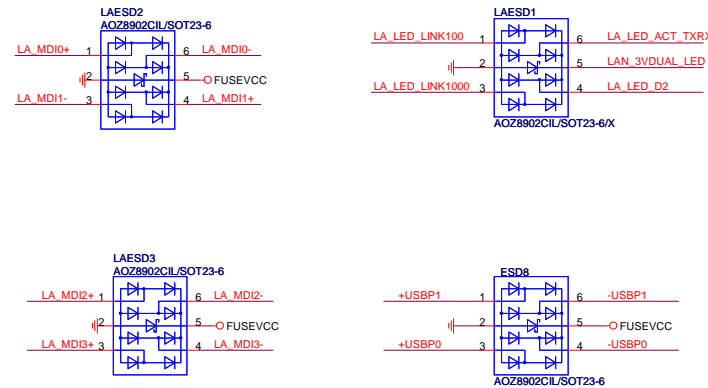 LAESD2
AOZ8902CIL/SOT23-6
LA_MDI0+ 1 6 LA_MDI0-
2 5 FUSEVCC
LA_MDI1- 3 4 LA_MDI1+
LAESD1
LA_LED_LINK100 1 6 LA_LED_ACT_TXRX
2 5 LAN_3VDUAL_LED
LA_LED_LINK1000 3 4 LA_LED_D2
AOZ8902CIL/SOT23-6/X
LAESD3
AOZ8902CIL/SOT23-6
LA_MDI2+ 1 6 LA_MDI2-
2 5 FUSEVCC
LA_MDI3+ 3 4 LA_MDI3-
ESD8
+USBP1 1 6 -USBP1
2 5 FUSEVCC
+USBP0 3 4 -USBP0
AOZ8902CIL/SOT23-6